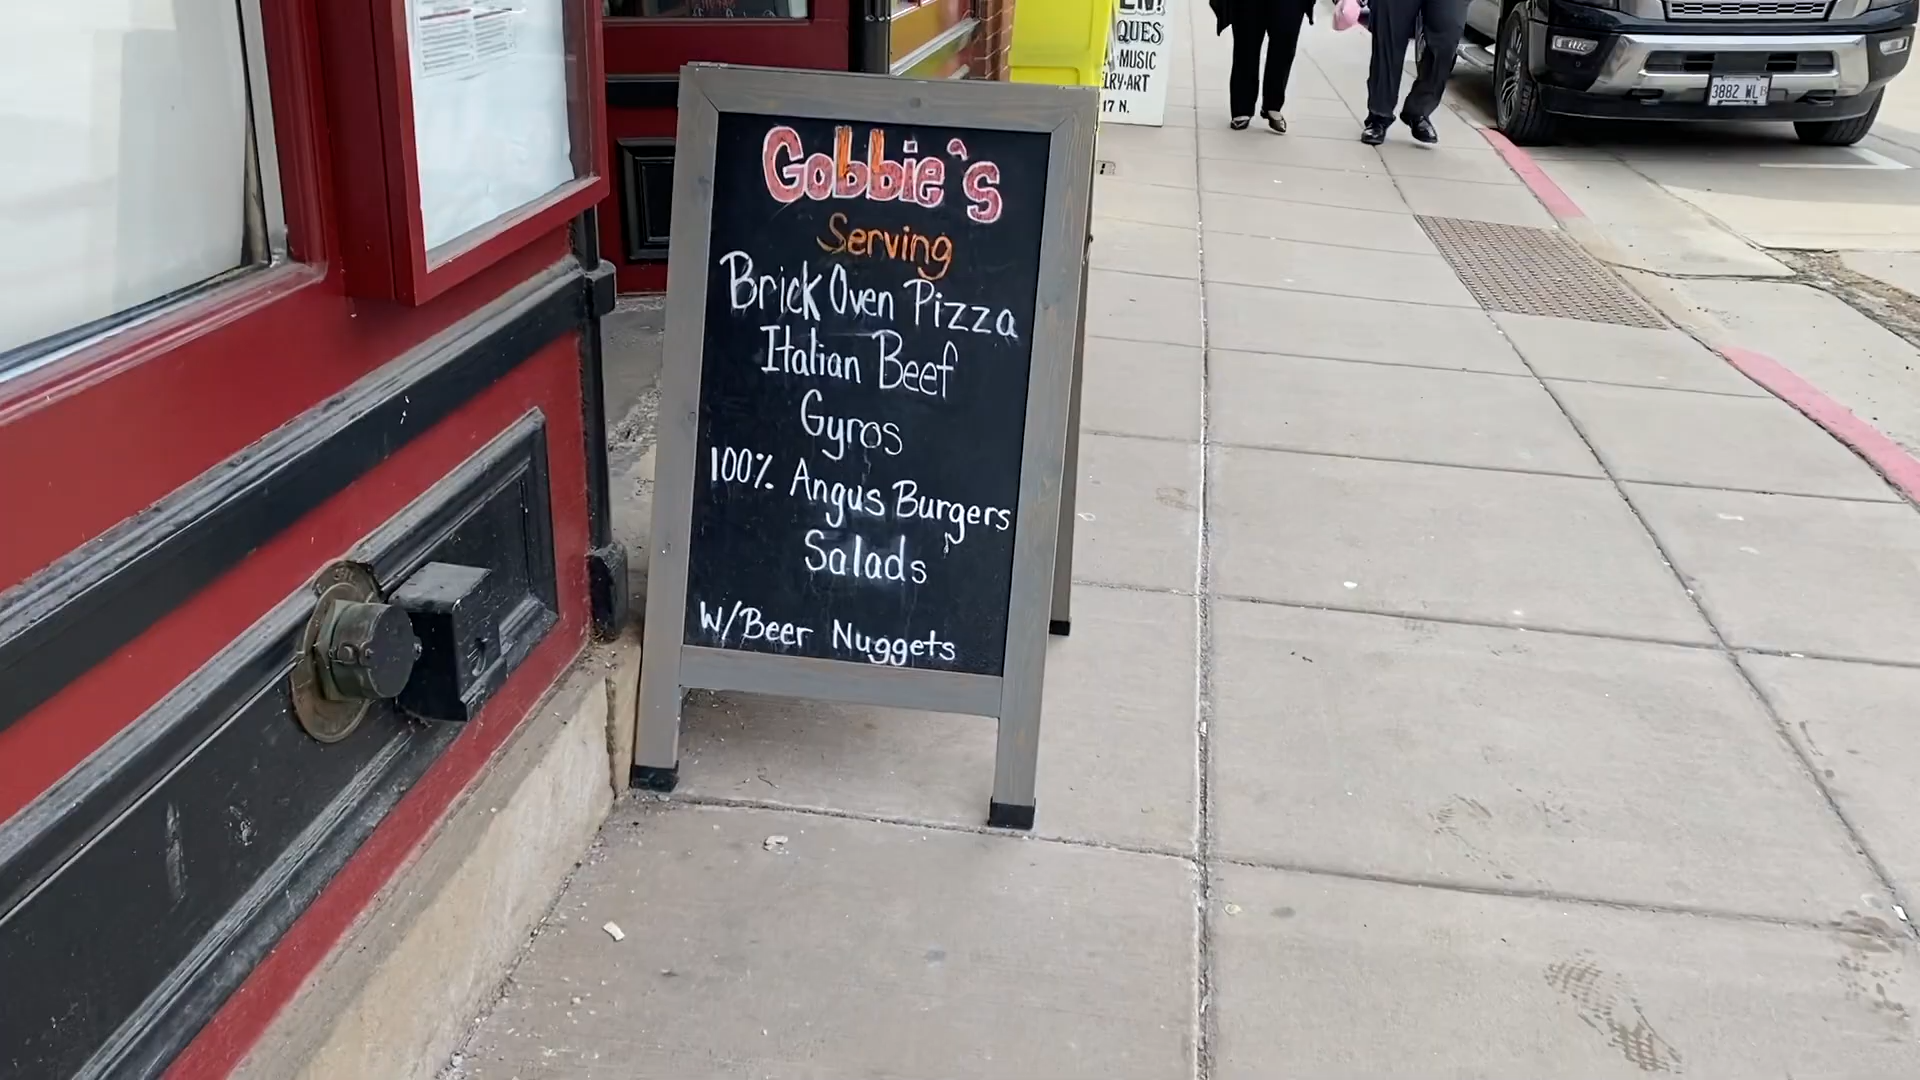 Gobbie's
Serving
Brick Oven Pizza
Italian Beef
Gyros
100% Angus Burgers
Salads
W/Beer Nuggets
QUES
MUSIC
LRY·ART
17 N.
3882 WL